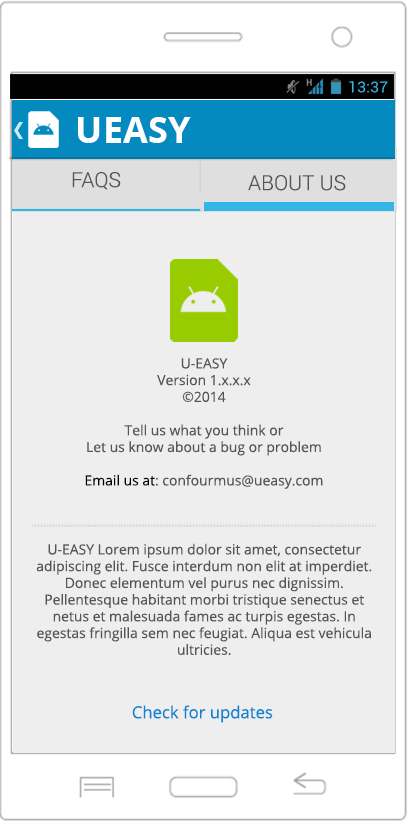 H 13:37
UEASY
FAQS ABOUT US
U-EASY
Version 1.x.x.x
©2014
Tell us what you think or
Let us know about a bug or problem
Email us at: confourmus@ueasy.com
U-EASY Lorem ipsum dolor sit amet, consectetur
adipiscing elit. Fusce interdum non elit at imperdiet.
Donec elementum vel purus nec dignissim.
Pellentesque habitant morbi tristique senectus et
netus et malesuada fames ac turpis egestas. In
egestas fringilla sem nec feugiat. Aliqua est vehicula
ultricies.
Check for updates